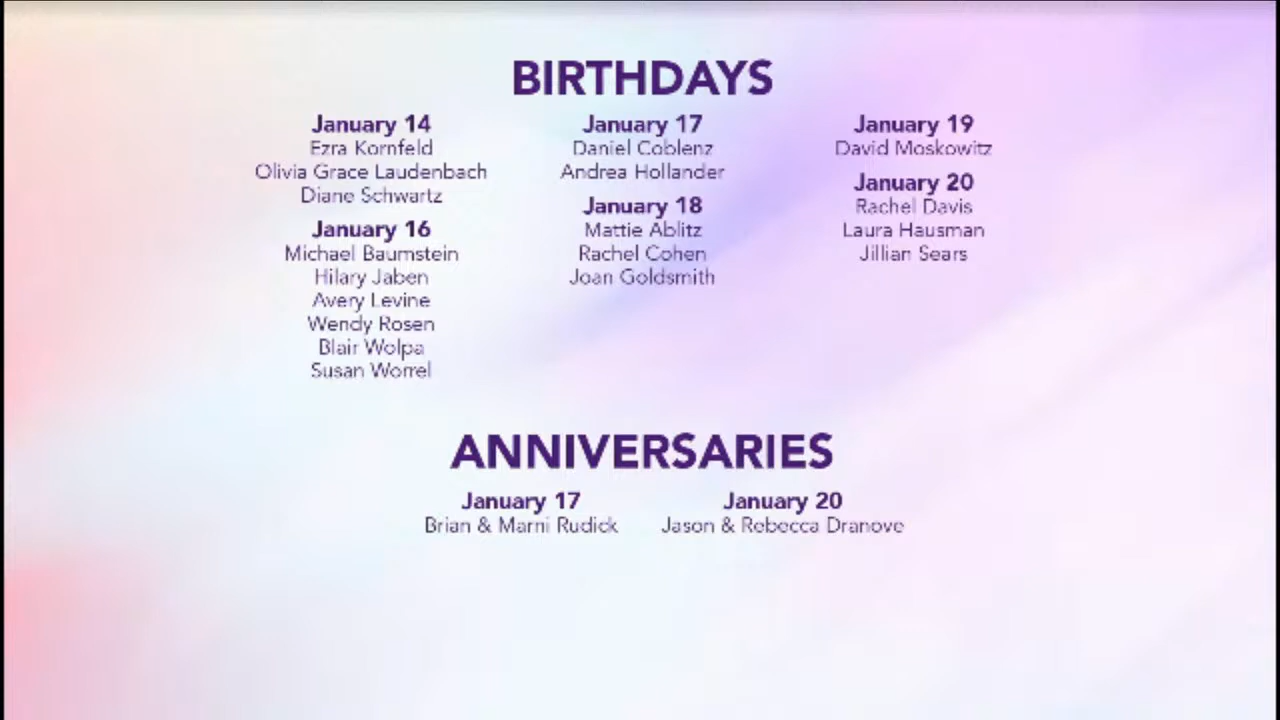 BIRTHDAYS
January 14
Ezra Kornfeld
Olivia Grace Laudenbach
Diane Schwartz
January 16
Michael Baumstein
Hilary Jaben
Avery Levine
Wendy Rosen
Blair Wolpa
Susan Worrel
January 17
Daniel Coblenz
Andrea Hollander
January 18
Mattie Ablitz
Rachel Cohen
Joan Goldsmith
January 19
David Moskowitz
January 20
Rachel Davis
Laura Hausman
Jillian Sears
ANNIVERSARIES
January 17
Brian & Marni Rudick
January 20
Jason & Rebecca Dranove